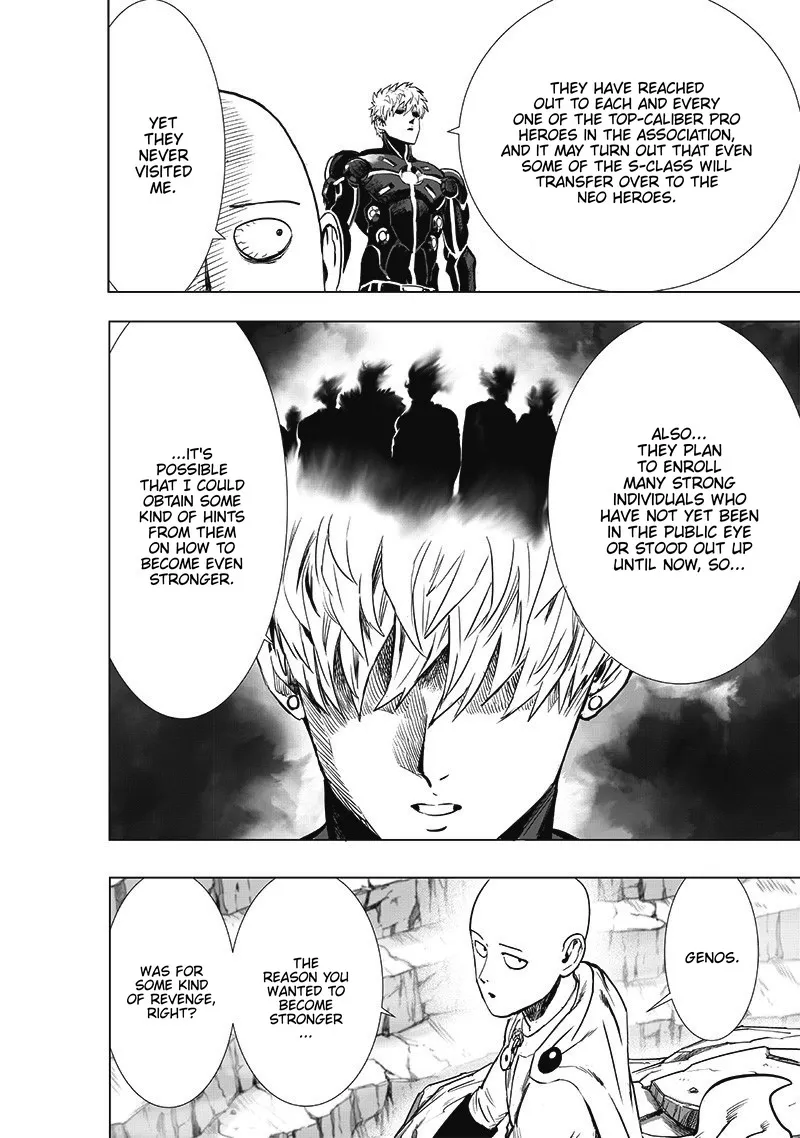 THEY HAVE REACHED
OUT TO EACH AND EVERY
ONE OF THE TOP-CALIBER PRO
HEROES IN THE ASSOCIATION,
AND IT MAY TURN OUT THAT EVEN
SOME OF THE S-CLASS WILL
TRANSFER OVER TO THE
NEO HEROES.
YET
THEY
NEVER
VISITED
ME.
ALSO...
THEY PLAN
TO ENROLL
MANY STRONG
INDIVIDUALS WHO
HAVE NOT YET BEEN
IN THE PUBLIC EYE
OR STOOD OUT UP
UNTIL NOW, SO...
...IT'S
POSSIBLE
THAT I COULD
OBTAIN SOME
KIND OF HINTS
FROM THEM
ON HOW TO
BECOME EVEN
STRONGER.
GENOS.
THE
REASON YOU
WANTED TO
BECOME
STRONGER
...
WAS FOR
SOME KIND
OF REVENGE,
RIGHT?